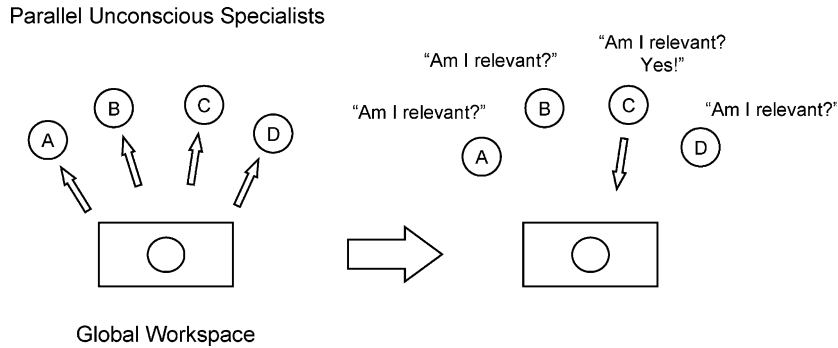 Parallel Unconscious Specialists
A
B
C
D
Global Workspace
“Am I relevant?”
A
“Am I relevant?”
B
“Am I relevant?
Yes!”
C
“Am I relevant?”
D